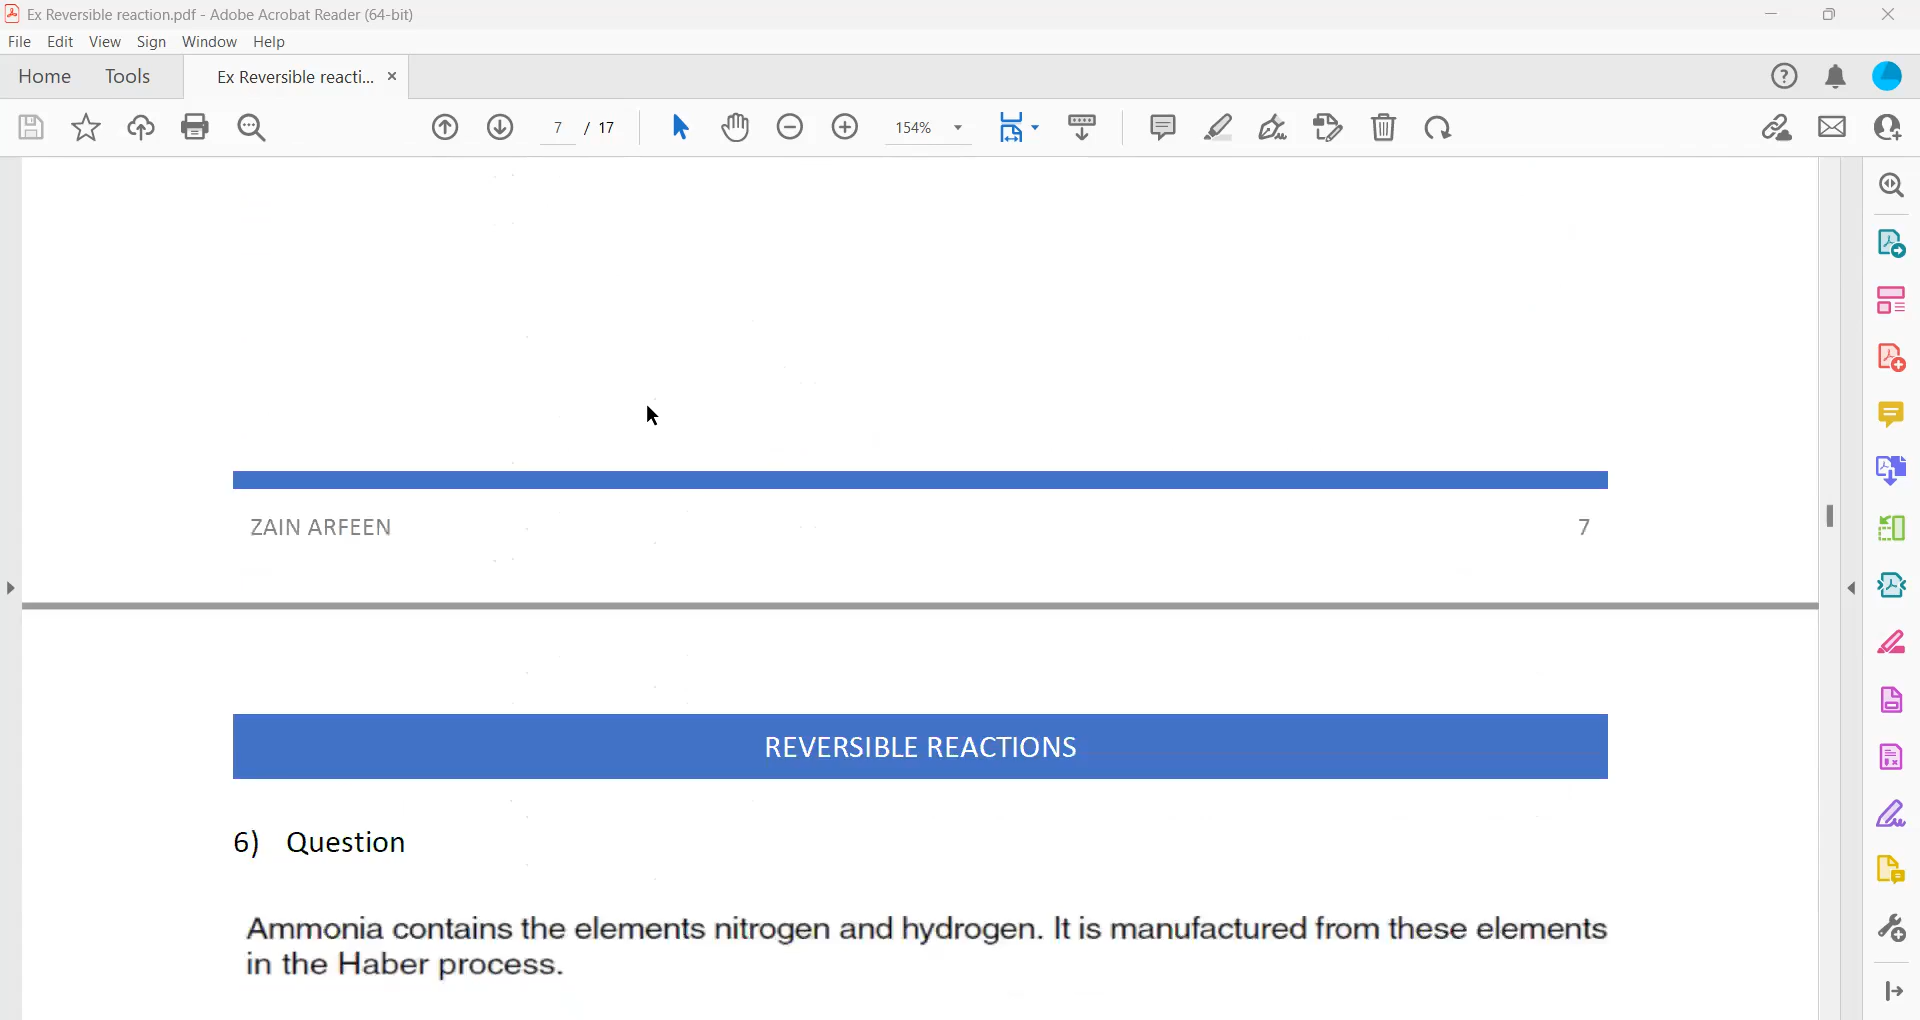 Ex Reversible reaction.pdf - Adobe Acrobat Reader (64-bit)
File Edit View Sign Window Help
Home Tools Ex Reversible reacti... ×
7 / 17 154%
ZAIN ARFEEN 7
REVERSIBLE REACTIONS
6) Question
Ammonia contains the elements nitrogen and hydrogen. It is manufactured from these elements
in the Haber process.